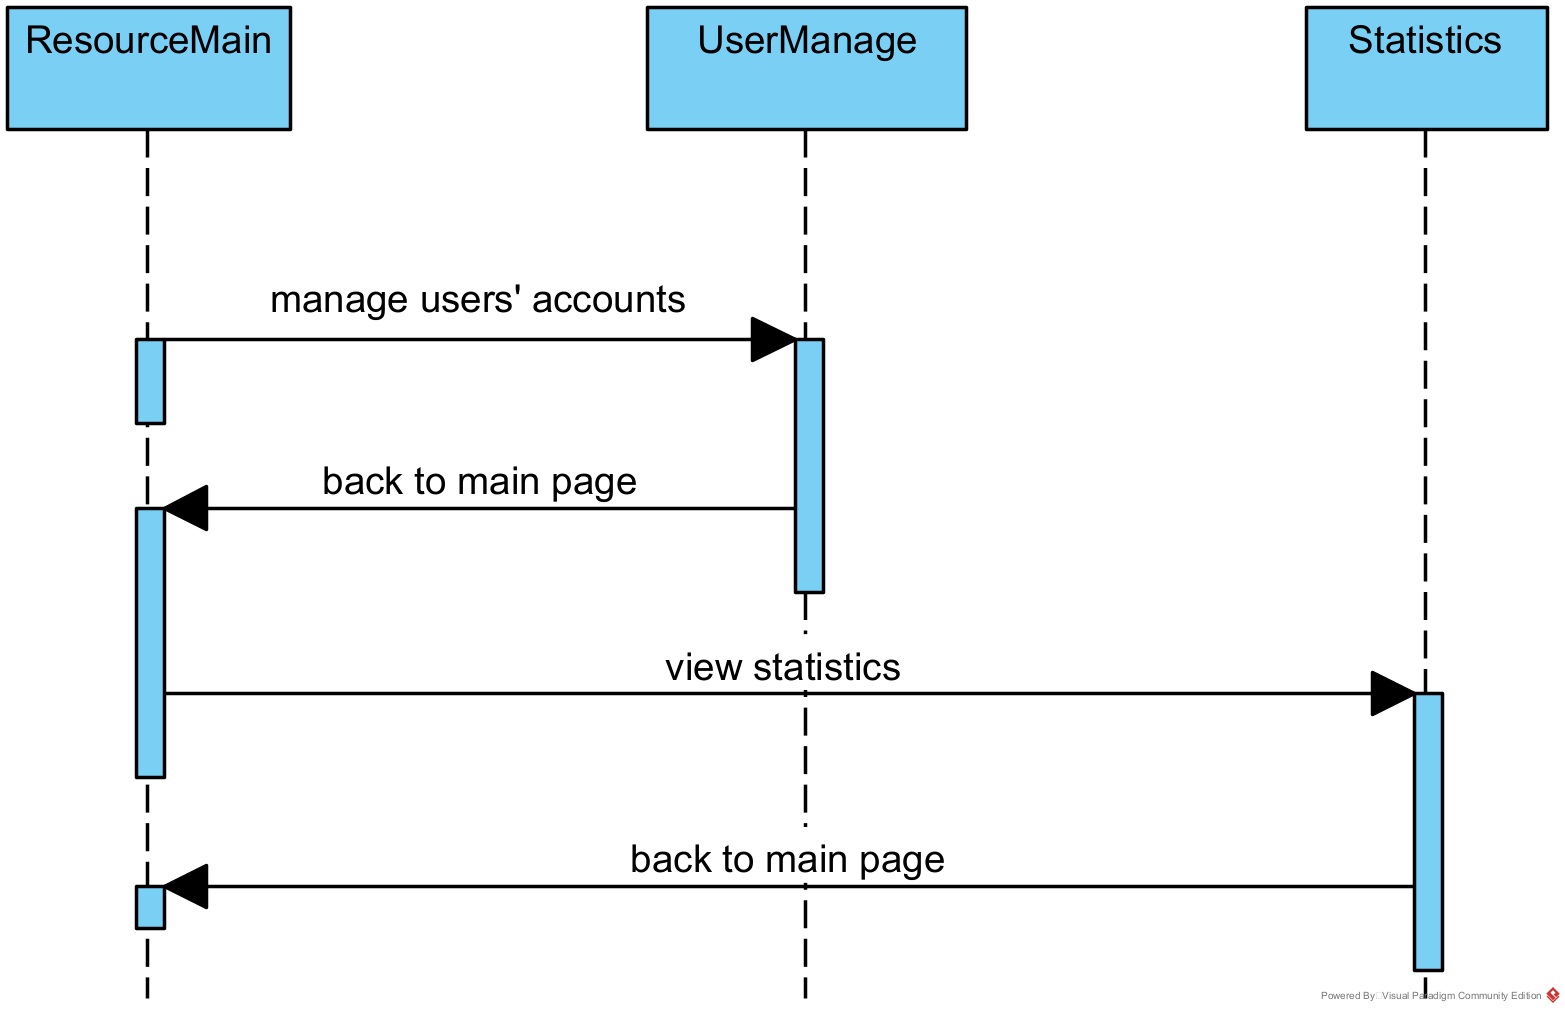 ResourceMain
UserManage
Statistics
manage users' accounts
back to main page
view statistics
back to main page
Powered By Visual Paradigm Community Edition